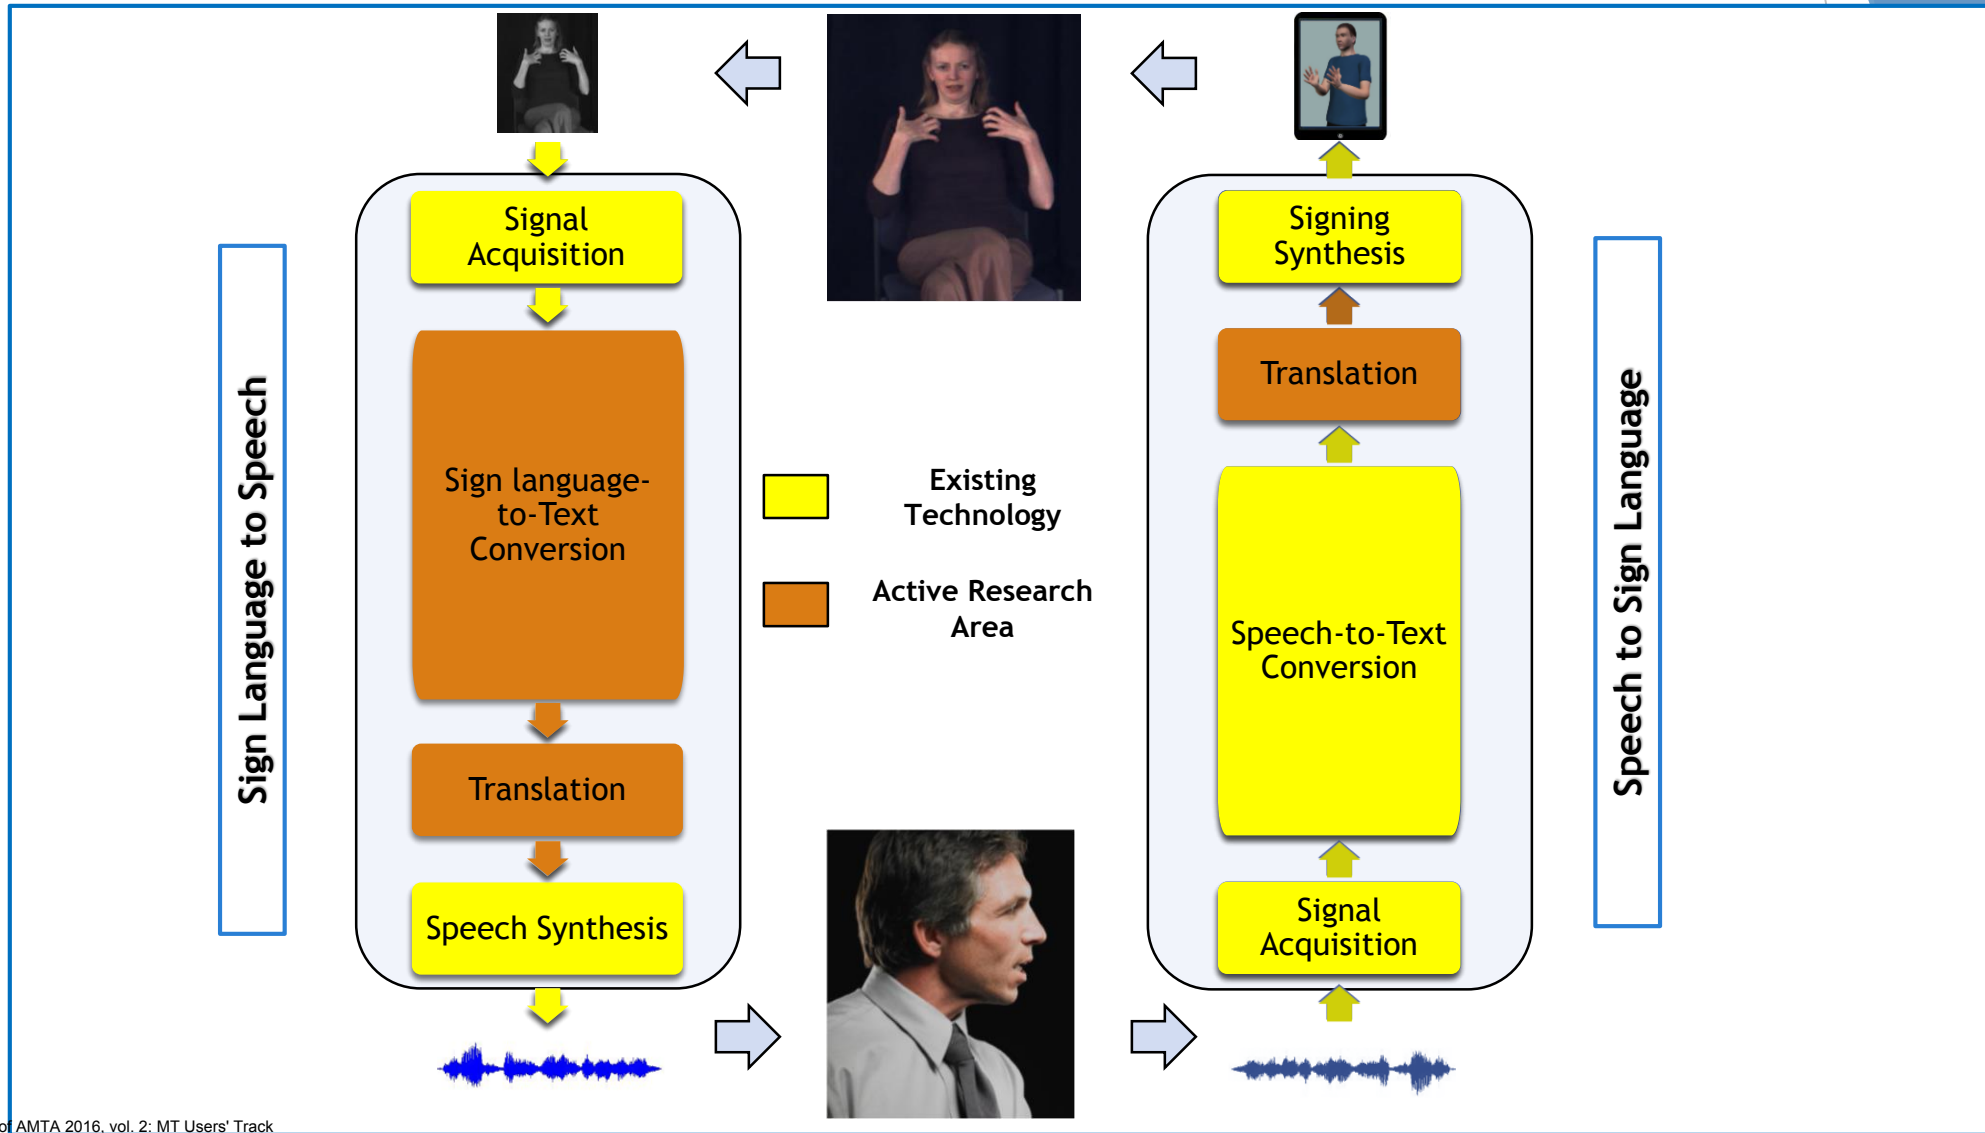 Sign Language to Speech
Signal
Acquisition
Sign language-
to-Text
Conversion
Translation
Speech Synthesis
Existing
Technology
Active Research
Area
Signing
Synthesis
Translation
Speech-to-Text
Conversion
Signal
Acquisition
Speech to Sign Language
of AMTA 2016, vol. 2: MT Users' Track